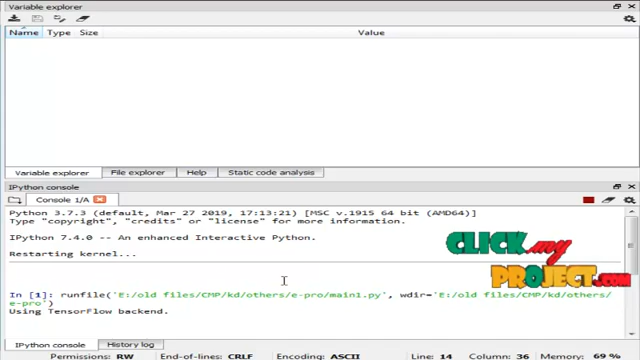 Variable explorer
Name Type Size Value
Variable explorer File explorer Help Static code analysis
IPython console
Console 1/A
Python 3.7.3 (default, Mar 27 2019, 17:13:21) [MSC v.1915 64 bit (AMD64)]
Type "copyright", "credits" or "license" for more information.
IPython 7.4.0 -- An enhanced Interactive Python.
Restarting kernel...
CLICK my
PROJECT.com
In [1]: runfile('E:/old files/CMP/kd/others/e-pro/main1.py', wdir='E:/old files/CMP/kd/others/
e-pro')
Using TensorFlow backend.
IPython console History log
Permissions: RW End-of-lines: CRLF Encoding: ASCII Line: 14 Column: 36 Memory: 69 %